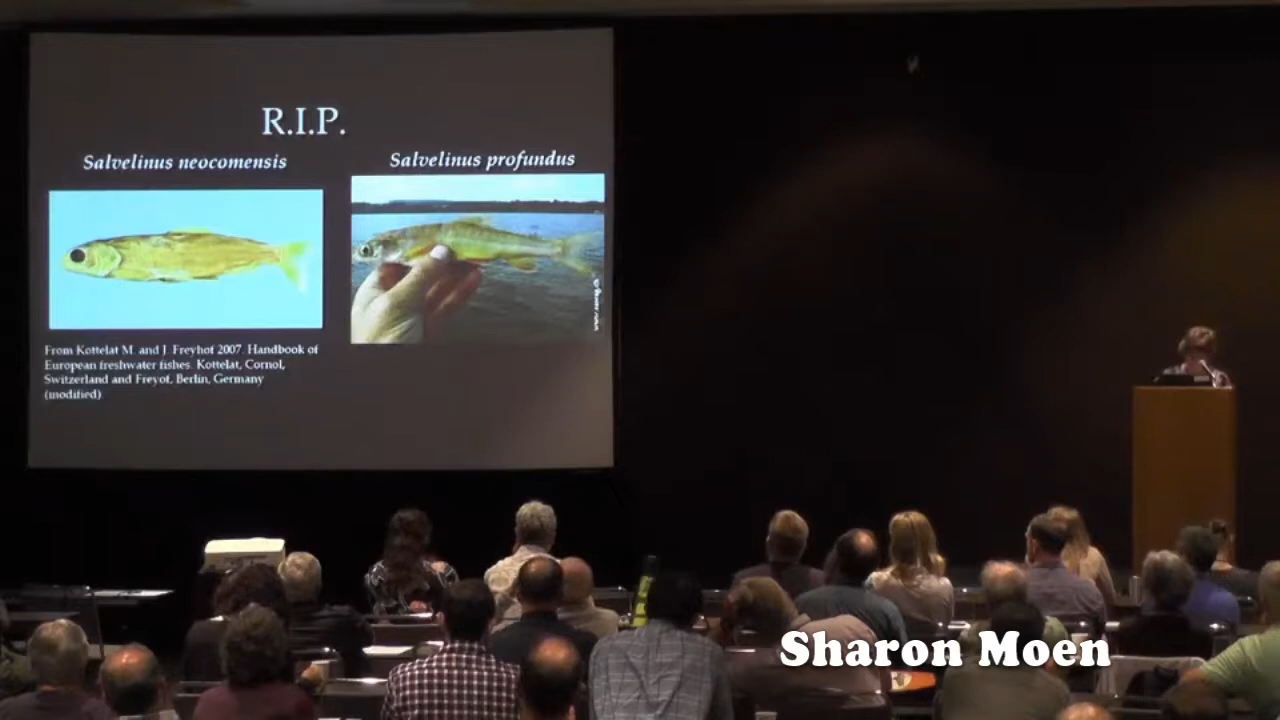 R.I.P.
Salvelinus neocomensis
Salvelinus profundus
From Kottelat M. and J. Freyhof 2007. Handbook of
European freshwater fishes. Kottelat, Cornol,
Switzerland and Freyot, Berlin, Germany
(modified)
Sharon Moen